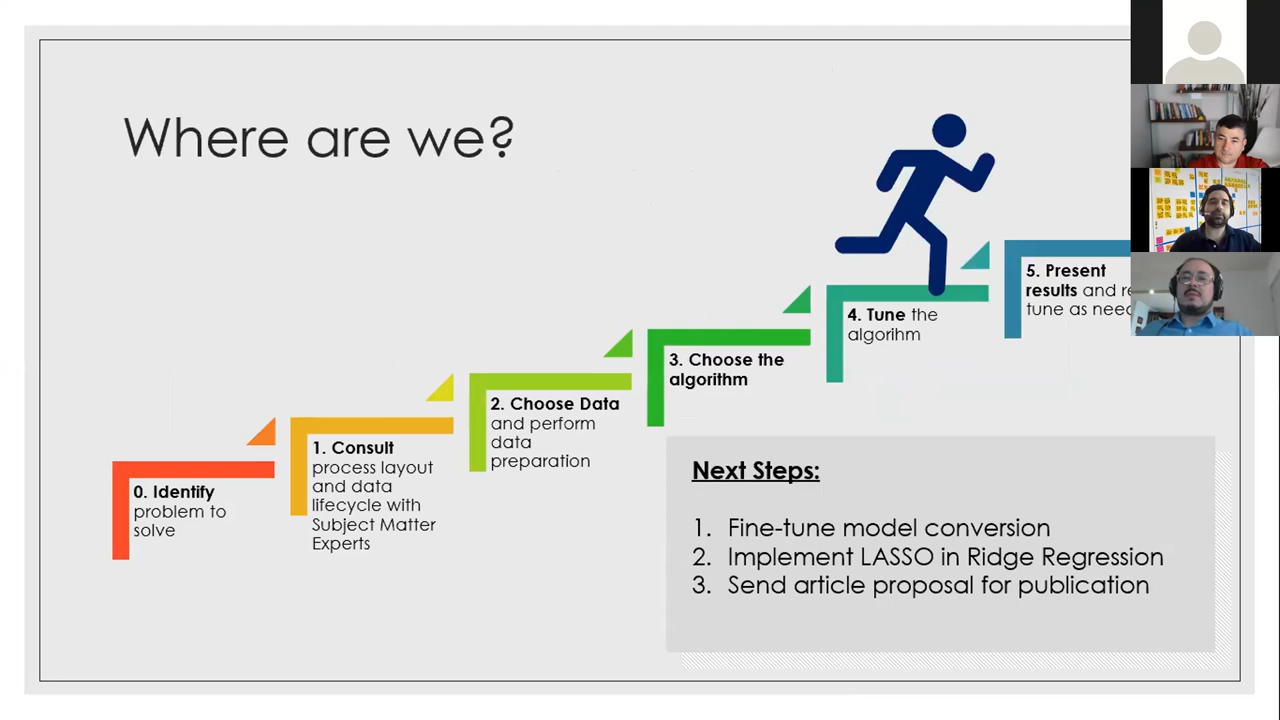 Where are we?
0. Identify
problem to
solve
1. Consult
process layout
and data
lifecycle with
Subject Matter
Experts
2. Choose Data
and perform
data
preparation
3. Choose the
algorithm
4. Tune the
algorihm
5. Present
results and
tune as
Next Steps:
1. Fine-tune model conversion
2. Implement LASSO in Ridge Regression
3. Send article proposal for publication